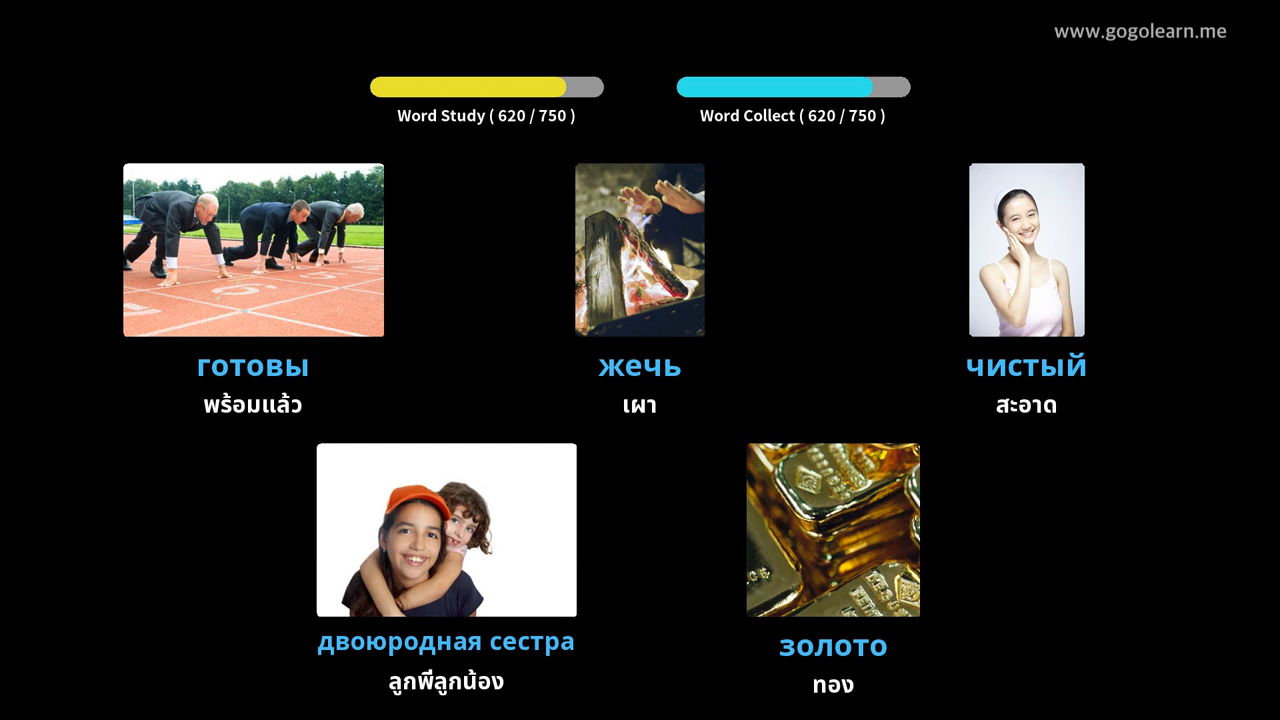 www.gogolearn.me
Word Study ( 620 / 750 )
Word Collect ( 620 / 750 )
готовы
พร้อมแล้ว
жечь
เผา
чистый
สะอาด
двоюродная сестра
ลูกพี่ลูกน้อง
золото
ทอง